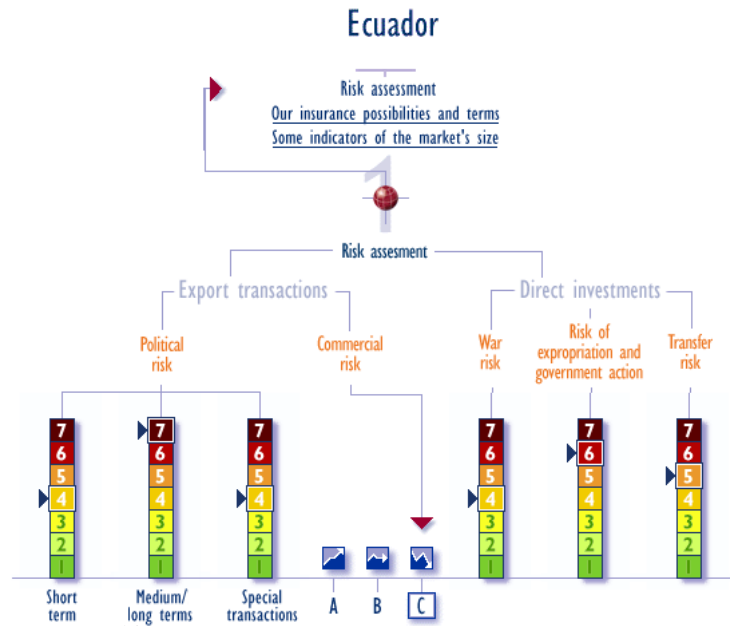 Ecuador
Risk assessment
Our insurance possibilities and terms
Some indicators of the market's size
1
Risk assesment
Export transactions
Direct investments
Political
risk
Commercial
risk
War
risk
Risk of
expropriation and
government action
Transfer
risk
7 7 7 7 7 7
6 6 6 6 6 6
5 5 5 5 5 5
4 4 4 4 4 4
3 3 3 3 3 3
2 2 2 2 2 2
1 1 1 1 1 1
Short
term
Medium/
long terms
Special
transactions
A B C